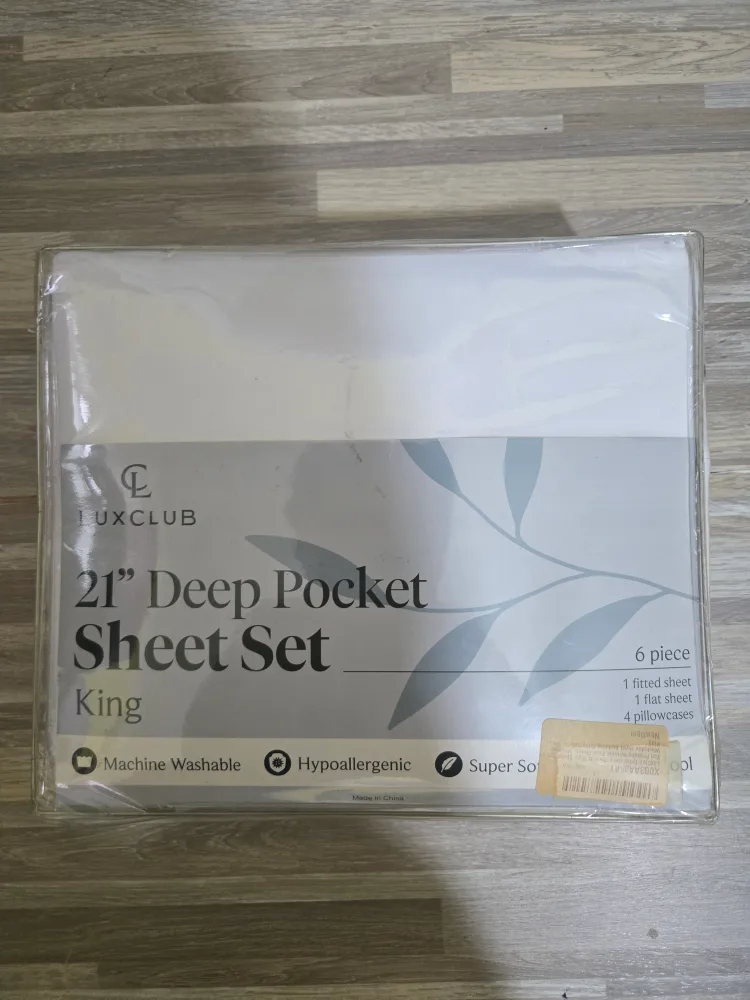 CL
LUXCLUB
21” Deep Pocket
Sheet Set
King
6 piece
1 fitted sheet
1 flat sheet
4 pillowcases
Machine Washable
Hypoallergenic
Super
Made in China